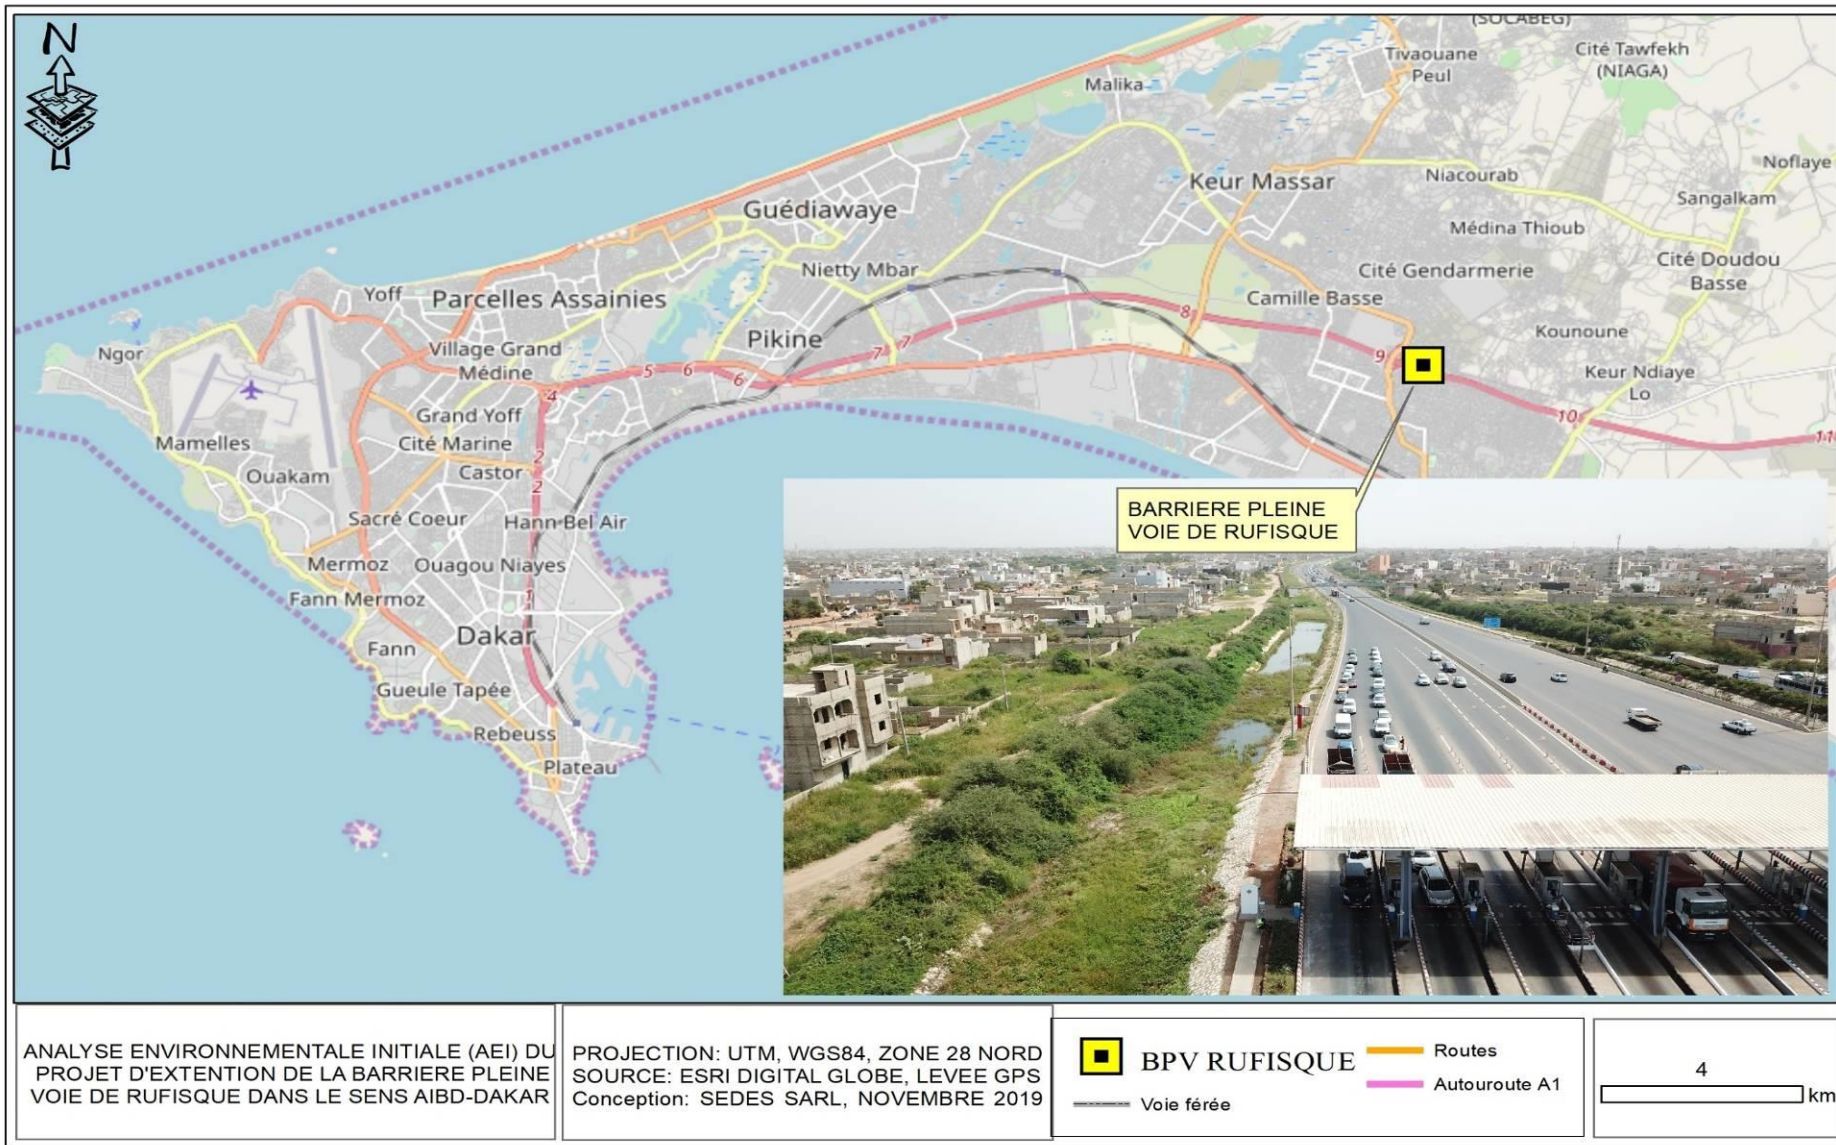 N
(SOCABEG)
Cité Tawfekh
(NIAGA)
Tivaouane
Peul
Malika
Noflaye
Keur Massar
Niacourab
Sangalkam
Guédiawaye
Médina Thioub
Nietty Mbar
Cité Gendarmerie
Cité Doudou
Basse
Yoff
Parcelles Assainies
Camille Basse
8
Kounoune
Ngor
Village Grand
Médine
Pikine
7
7
9
5
6
6
4
Keur Ndiaye
Lo
Grand Yoff
10
11
Mamelles
Cité Marine
Castor
2
2
Ouakam
Sacré Coeur
Hann Bel Air
BARRIERE PLEINE
VOIE DE RUFISQUE
Mermoz
Ouagou Niayes
Fann Mermoz
1
Dakar
Fann
Gueule Tapée
Rebeuss
Plateau
ANALYSE ENVIRONNEMENTALE INITIALE (AEI) DU
PROJET D'EXTENTION DE LA BARRIERE PLEINE
VOIE DE RUFISQUE DANS LE SENS AIBD-DAKAR
PROJECTION: UTM, WGS84, ZONE 28 NORD
SOURCE: ESRI DIGITAL GLOBE, LEVEE GPS
Conception: SEDES SARL, NOVEMBRE 2019
BPV RUFISQUE
Voie férée
Routes
Autouroute A1
4
km